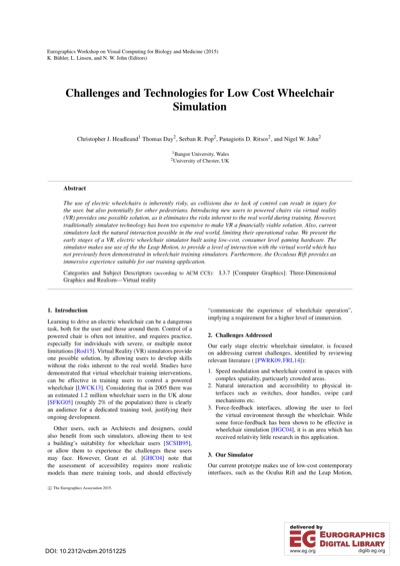 Eurographics Workshop on Visual Computing for Biology and Medicine (2015)
K. Bühler, L. Linsen, and N. W. John (Editors)
Challenges and Technologies for Low Cost Wheelchair
Simulation
Christopher J. Headleand1 Thomas Day2, Serban R. Pop2, Panagiotis D. Ritsos2, and Nigel W. John2
1Bangor University, Wales
2University of Chester, UK
Abstract
The use of electric wheelchairs is inherently risky, as collisions due to lack of control can result in injury for
the user, but also potentially for other pedestrians. Introducing new users to powered chairs via virtual reality
(VR) provides one possible solution, as it eliminates the risks inherent to the real world during training. However,
traditionally simulator technology has been too expensive to make VR a financially viable solution. Also, current
simulators lack the natural interaction possible in the real world, limiting their operational value. We present the
early stages of a VR, electric wheelchair simulator built using low-cost, consumer level gaming hardware. The
simulator makes use use of the the Leap Motion, to provide a level of interaction with the virtual world which has
not previously been demonstrated in wheelchair training simulators. Furthermore, the Occulous Rift provides an
immersive experience suitable for our training application.
Categories and Subject Descriptors (according to ACM CCS): I.3.7 [Computer Graphics]: Three-Dimensional
Graphics and Realism—Virtual reality
1. Introduction
Learning to drive an electric wheelchair can be a dangerous
task, both for the user and those around them. Control of a
powered chair is often not intuitive, and requires practice,
especially for individuals with severe, or multiple motor
limitations [Rod15]. Virtual Reality (VR) simulators provide
one possible solution, by allowing users to develop skills
without the risks inherent to the real world. Studies have
demonstrated that virtual wheelchair training interventions,
can be effective in training users to control a powered
wheelchair [LWCK13]. Considering that in 2005 there was
an estimated 1.2 million wheelchair users in the UK alone
[SFKG05] (roughly 2% of the population) there is clearly
an audience for a dedicated training tool, justifying their
ongoing development.
Other users, such as Architects and designers, could
also benefit from such simulators, allowing them to test
a building's suitability for wheelchair users [SCSH*95],
or allow them to experience the challenges these users
may face. However, Grant et al. [GHC04] note that
the assessment of accessibility requires more realistic
models than mere training tools, and should effectively
© The Eurographics Association 2015.
“communicate the experience of wheelchair operation”,
implying a requirement for a higher level of immersion.
2. Challenges Addressed
Our early stage electric wheelchair simulator, is focused
on addressing current challenges, identified by reviewing
relevant literature ( [PWRK09, FRL14]):
1. Speed modulation and wheelchair control in spaces with
complex spatiality, particularly crowded areas.
2. Natural interaction and accessibility to physical in-
terfaces such as switches, door handles, swipe card
mechanisms etc.
3. Force-feedback interfaces, allowing the user to feel
the virtual environment through the wheelchair. While
some force-feedback has been shown to be effective in
wheelchair simulation [HGC04], it is an area which has
received relatively little research in this application.
3. Our Simulator
Our current prototype makes use of low-cost contemporary
interfaces, such as the Oculus Rift and the Leap Motion,
DOI: 10.2312/vcbm.20151225
delivered by
EG EUROGRAPHICS
DIGITAL LIBRARY
www.eg.org diglib.eg.org